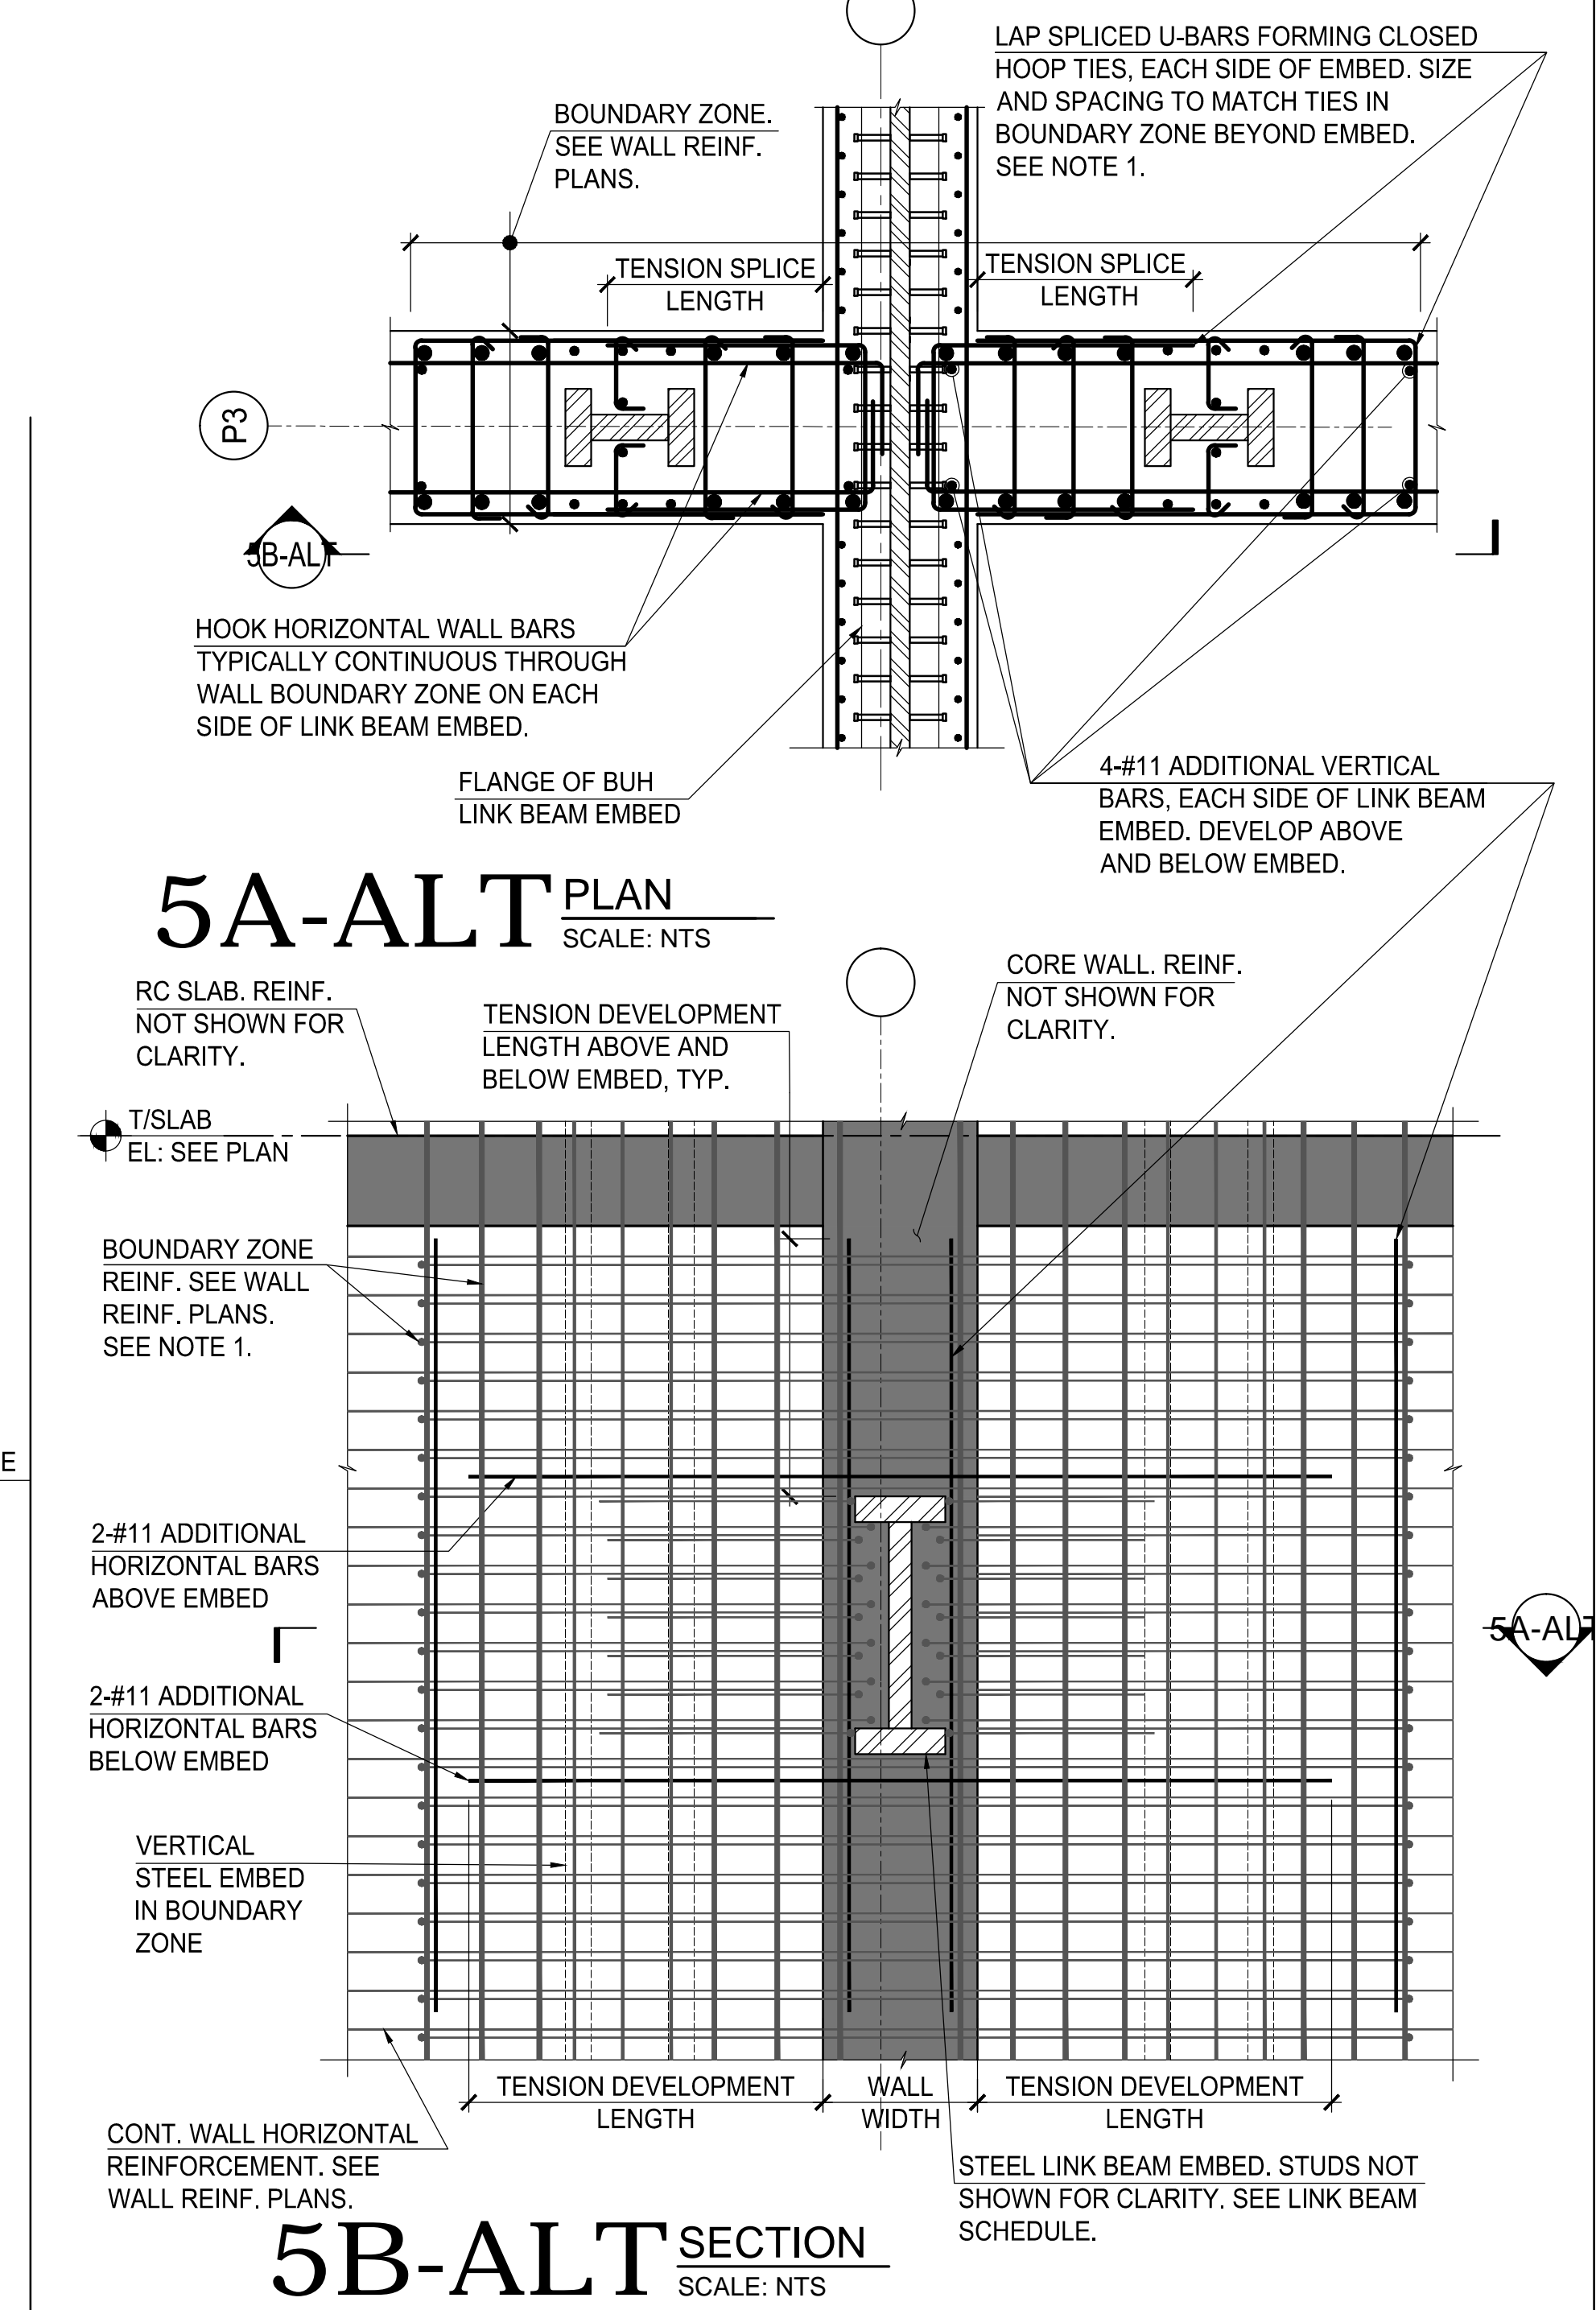 LAP SPLICED U-BARS FORMING CLOSED
HOOP TIES, EACH SIDE OF EMBED. SIZE
AND SPACING TO MATCH TIES IN
BOUNDARY ZONE BEYOND EMBED.
SEE NOTE 1.
BOUNDARY ZONE.
SEE WALL REINF.
PLANS.
TENSION SPLICE
LENGTH
TENSION SPLICE
LENGTH
P3
5B-ALT
HOOK HORIZONTAL WALL BARS
TYPICALLY CONTINUOUS THROUGH
WALL BOUNDARY ZONE ON EACH
SIDE OF LINK BEAM EMBED.
FLANGE OF BUH
LINK BEAM EMBED
4-#11 ADDITIONAL VERTICAL
BARS, EACH SIDE OF LINK BEAM
EMBED. DEVELOP ABOVE
AND BELOW EMBED.
5A-ALT PLAN
SCALE: NTS
RC SLAB. REINF.
NOT SHOWN FOR
CLARITY.
TENSION DEVELOPMENT
LENGTH ABOVE AND
BELOW EMBED, TYP.
CORE WALL. REINF.
NOT SHOWN FOR
CLARITY.
T/SLAB
EL: SEE PLAN
BOUNDARY ZONE
REINF. SEE WALL
REINF. PLANS.
SEE NOTE 1.
E
2-#11 ADDITIONAL
HORIZONTAL BARS
ABOVE EMBED
5A-ALT
2-#11 ADDITIONAL
HORIZONTAL BARS
BELOW EMBED
VERTICAL
STEEL EMBED
IN BOUNDARY
ZONE
TENSION DEVELOPMENT
LENGTH
WALL
WIDTH
TENSION DEVELOPMENT
LENGTH
CONT. WALL HORIZONTAL
REINFORCEMENT. SEE
WALL REINF. PLANS.
STEEL LINK BEAM EMBED. STUDS NOT
SHOWN FOR CLARITY. SEE LINK BEAM
SCHEDULE.
5B-ALT SECTION
SCALE: NTS